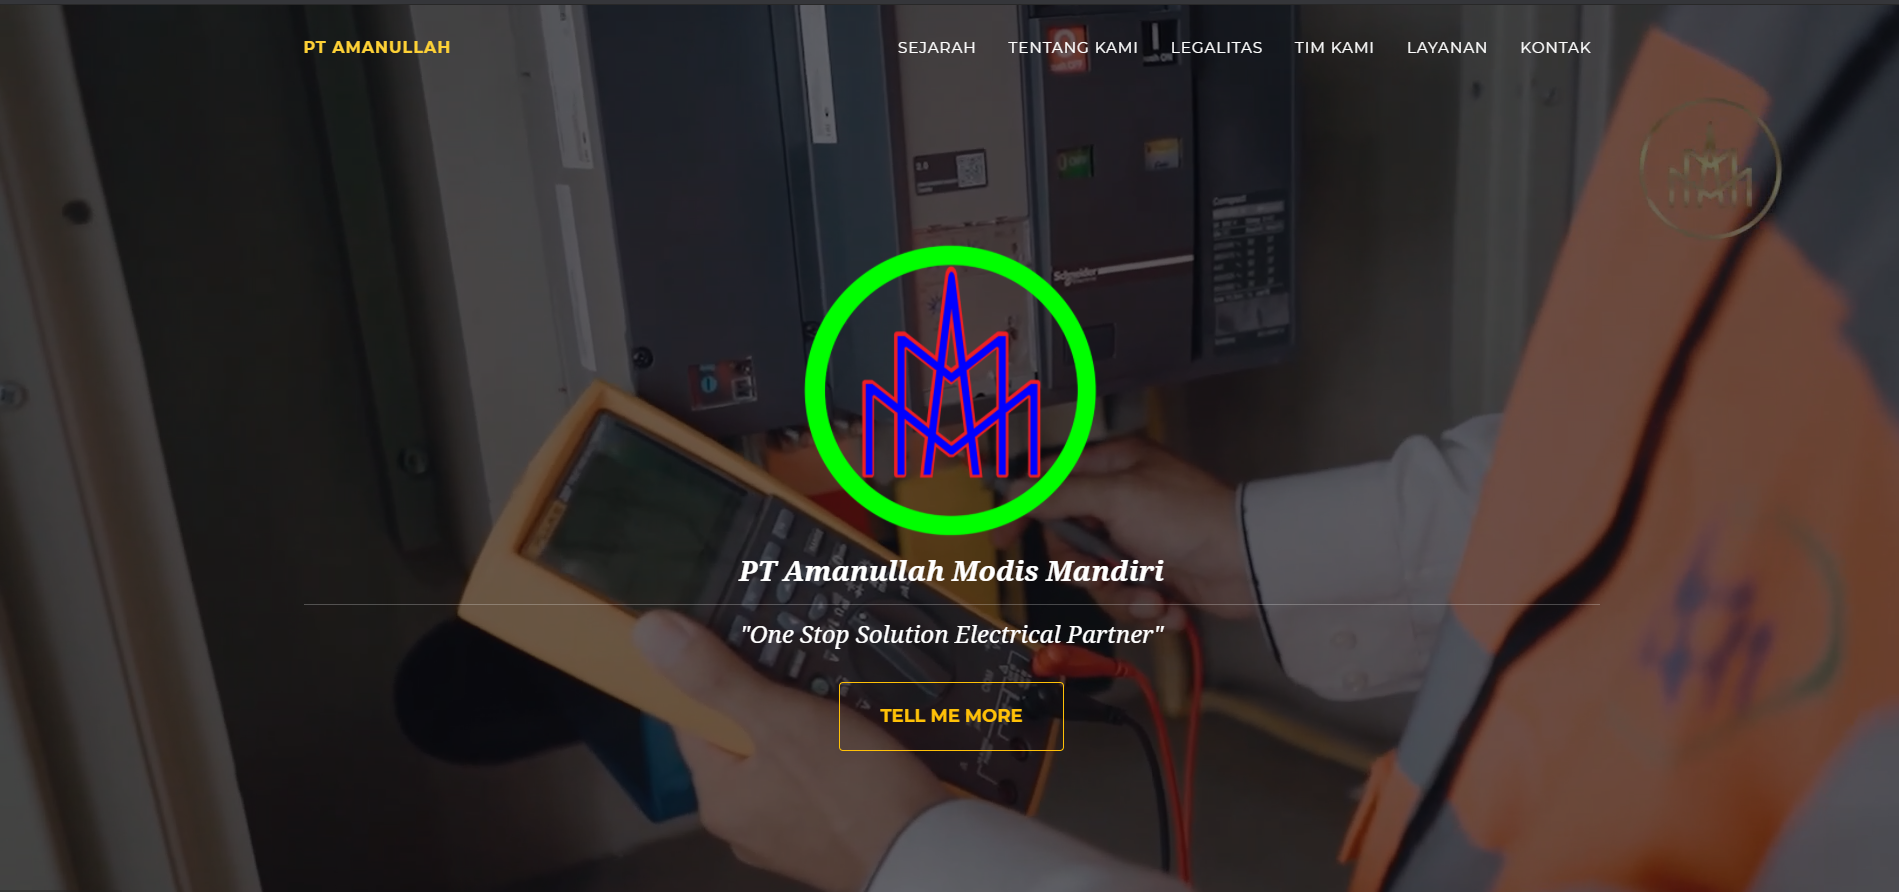 PT AMANULLAH
SEJARAH
TENTANG KAMI
LEGALITAS
TIM KAMI
LAYANAN
KONTAK
Compact
Schneider
PT Amanullah Modis Mandiri
"One Stop Solution Electrical Partner"
TELL ME MORE